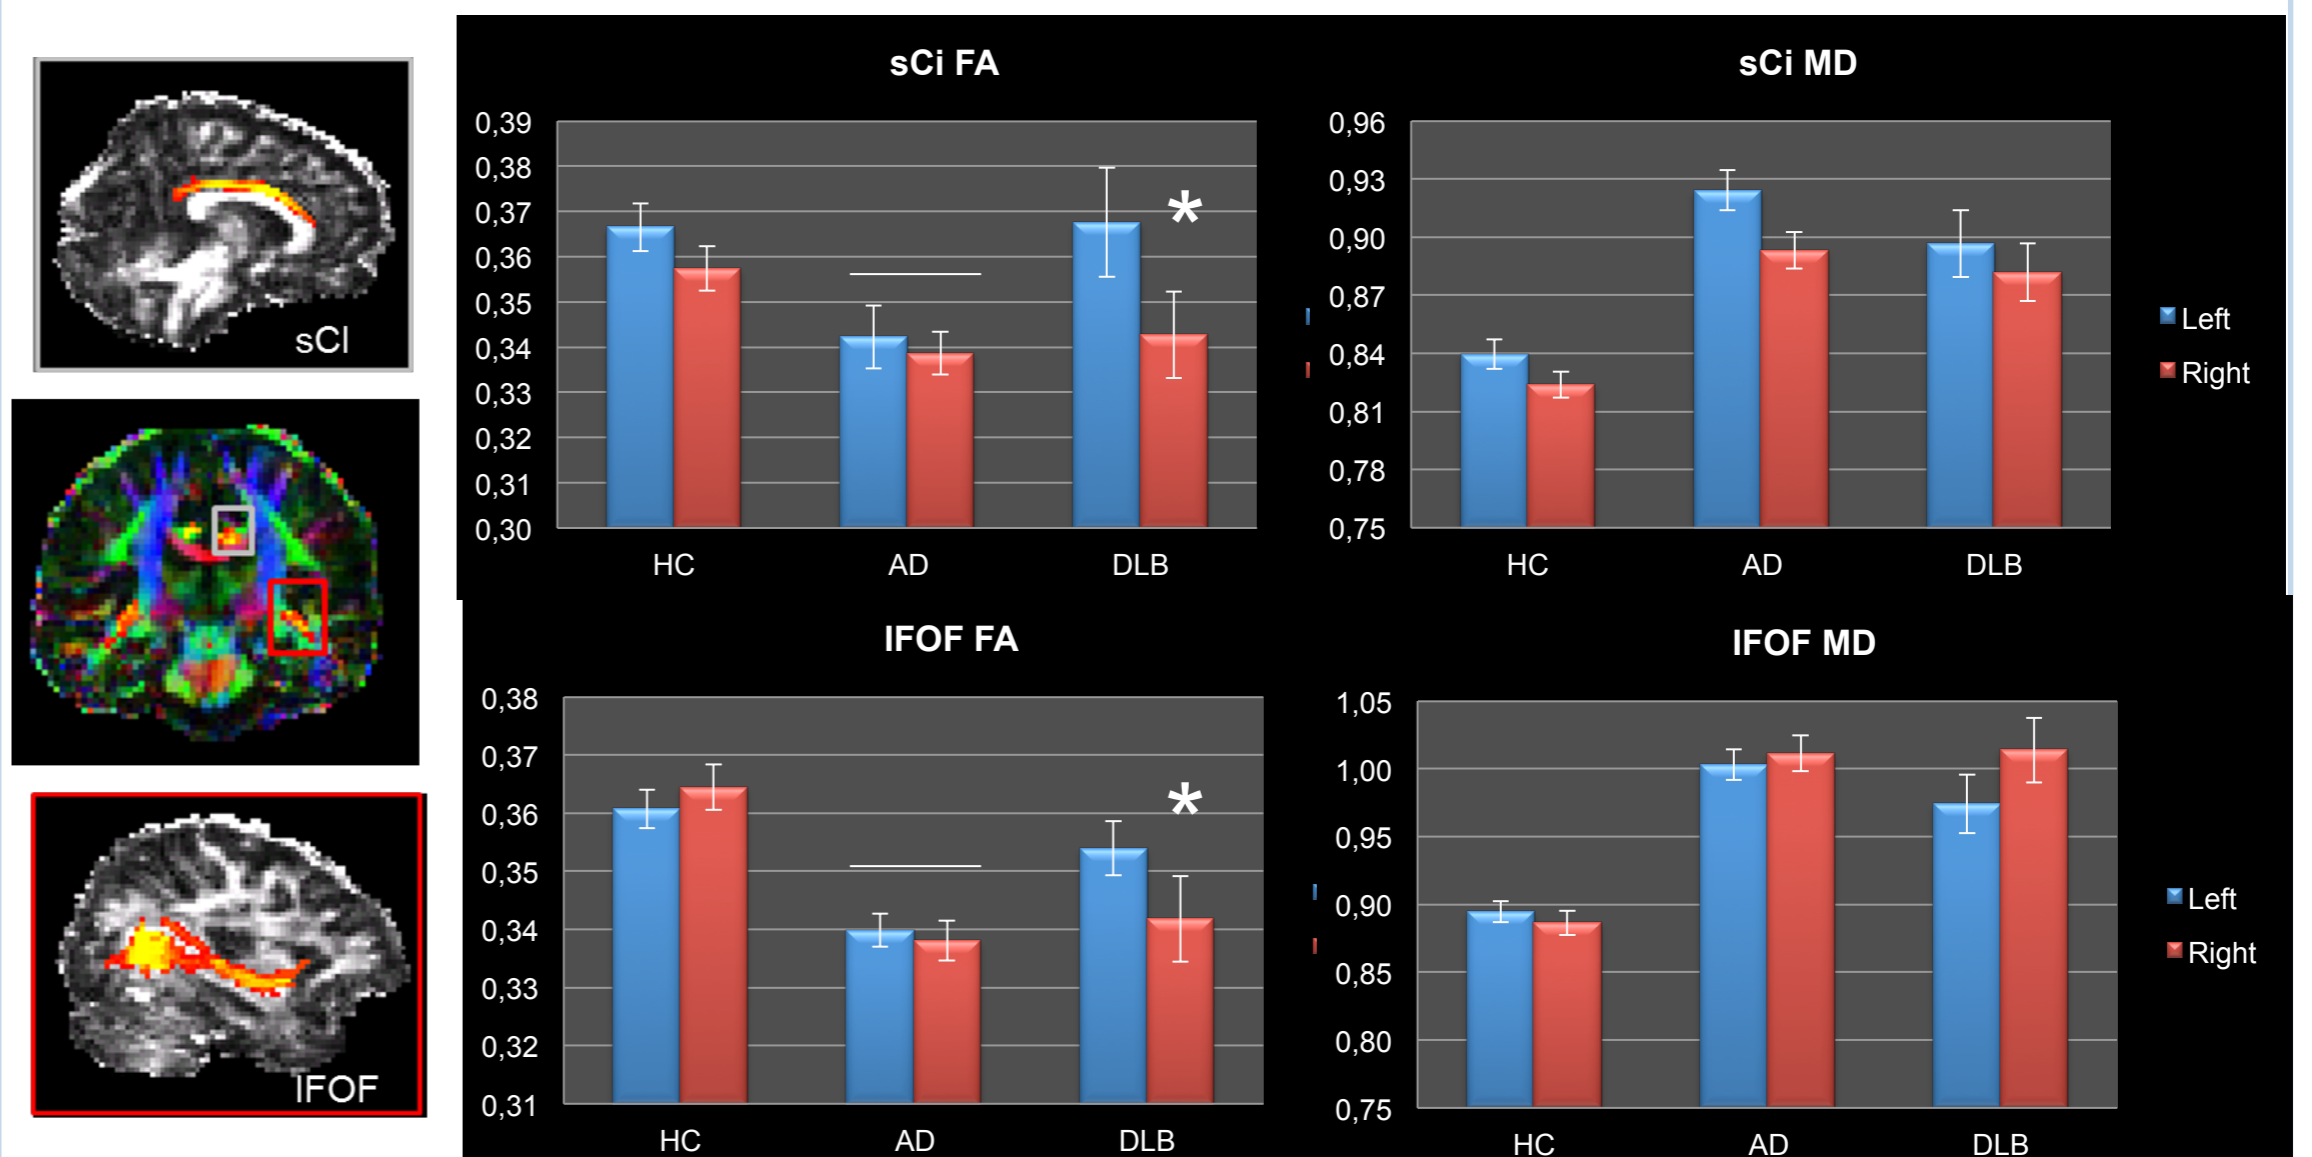 sCI
IFOF
sCi FA
0,39
0,38
0,37
0,36
0,35
0,34
0,33
0,32
0,31
0,30
HC AD DLB
*
sCi MD
0,96
0,93
0,90
0,87
0,84
0,81
0,78
0,75
HC AD DLB
Left
Right
IFOF FA
0,38
0,37
0,36
0,35
0,34
0,33
0,32
0,31
HC AD DLB
*
IFOF MD
1,05
1,00
0,95
0,90
0,85
0,80
0,75
HC AD DLB
Left
Right